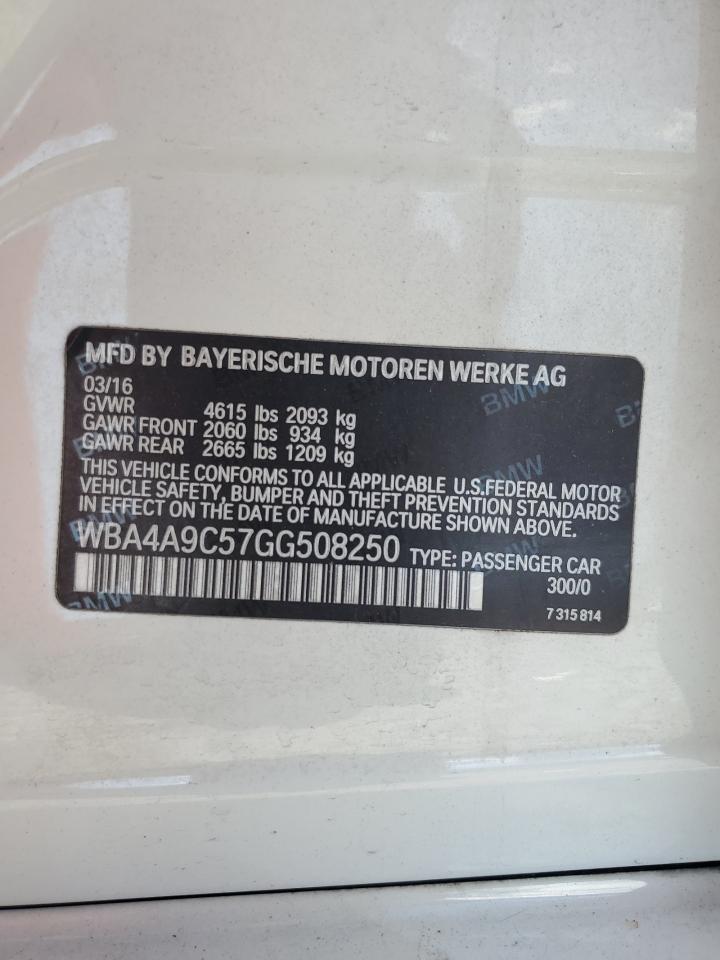 MFD BY BAYERISCHE MOTOREN WERKE AG
03/16
GVWR 4615 lbs 2093 kg
GAWR FRONT 2060 lbs 934 kg
GAWR REAR 2665 lbs 1209 kg
THIS VEHICLE CONFORMS TO ALL APPLICABLE U.S.FEDERAL MOTOR
VEHICLE SAFETY, BUMPER AND THEFT PREVENTION STANDARDS
IN EFFECT ON THE DATE OF MANUFACTURE SHOWN ABOVE.
WBA4A9C57GG508250 TYPE: PASSENGER CAR
300/0
7 315 814
BMW
BMW
BMW